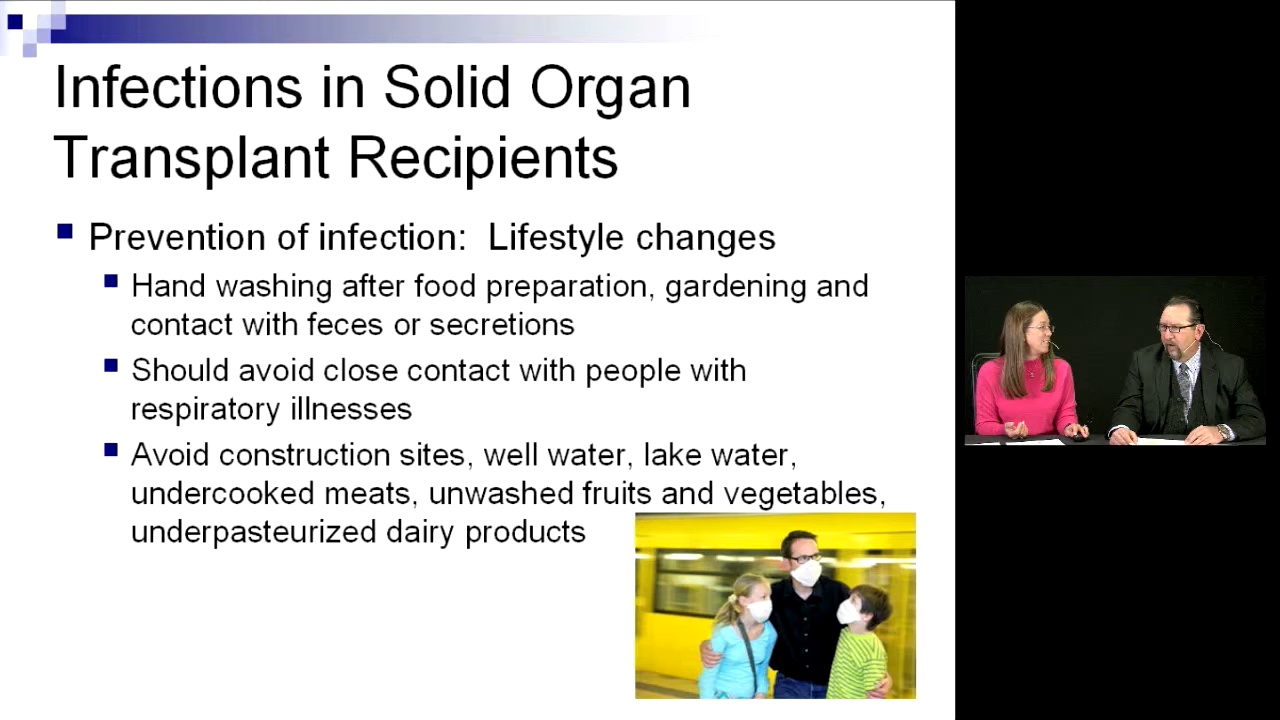 Infections in Solid Organ
Transplant Recipients
Prevention of infection:  Lifestyle changes
Hand washing after food preparation, gardening and
contact with feces or secretions
Should avoid close contact with people with
respiratory illnesses
Avoid construction sites, well water, lake water,
undercooked meats, unwashed fruits and vegetables,
underpasteurized dairy products